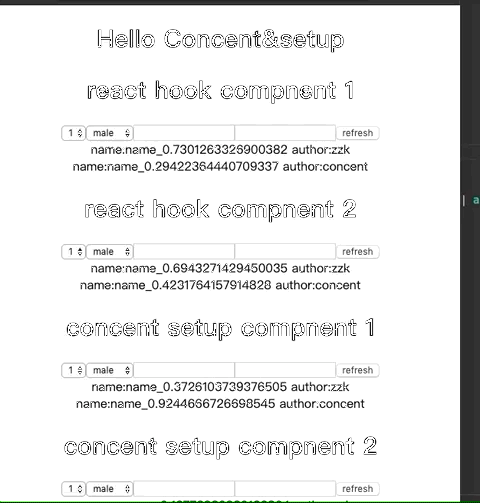 Hello Concent&setup
react hook compnent 1
1 male refresh
name:name_0.7301263326900382 author:zzk
name:name_0.29422364440709337 author:concent
react hook compnent 2
1 male refresh
name:name_0.6943271429450035 author:zzk
name:name_0.4231764157914828 author:concent
concent setup compnent 1
1 male refresh
name:name_0.3726103739376505 author:zzk
name:name_0.9244666726698545 author:concent
concent setup compnent 2
1 male refresh